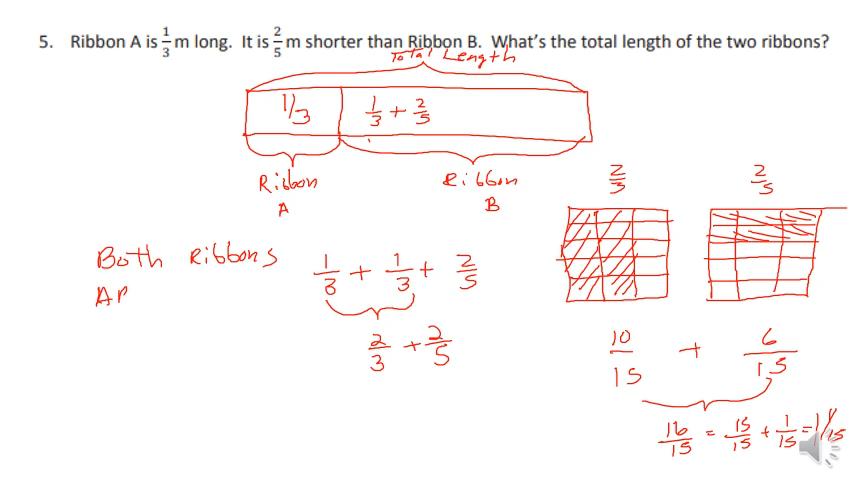 5. Ribbon A is 1/3 m long. It is 2/5 m shorter than Ribbon B. What's the total length of the two ribbons?
Total Length
1/3 1/3 + 2/5
Ribbon A
Ribbon B
2/3 2/5
Both Ribbons
AP
1/3 + 1/3 + 2/5
2/3 + 2/5
10/15 + 6/15
16/15 = 15/15 + 1/15 = 1 1/15